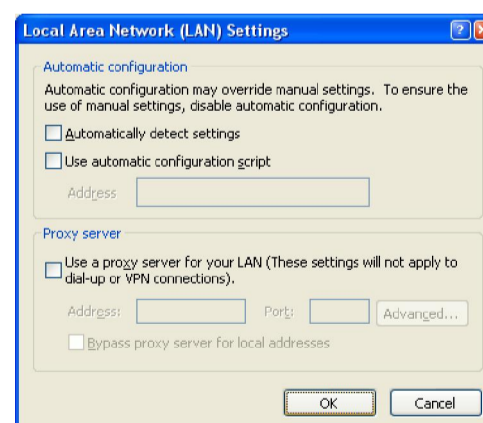 Local Area Network (LAN) Settings
Automatic configuration
Automatic configuration may override manual settings. To ensure the
use of manual settings, disable automatic configuration.
Automatically detect settings
Use automatic configuration script
Address
Proxy server
Use a proxy server for your LAN (These settings will not apply to
dial-up or VPN connections).
Address:
Port:
Advanced...
Bypass proxy server for local addresses
OK
Cancel